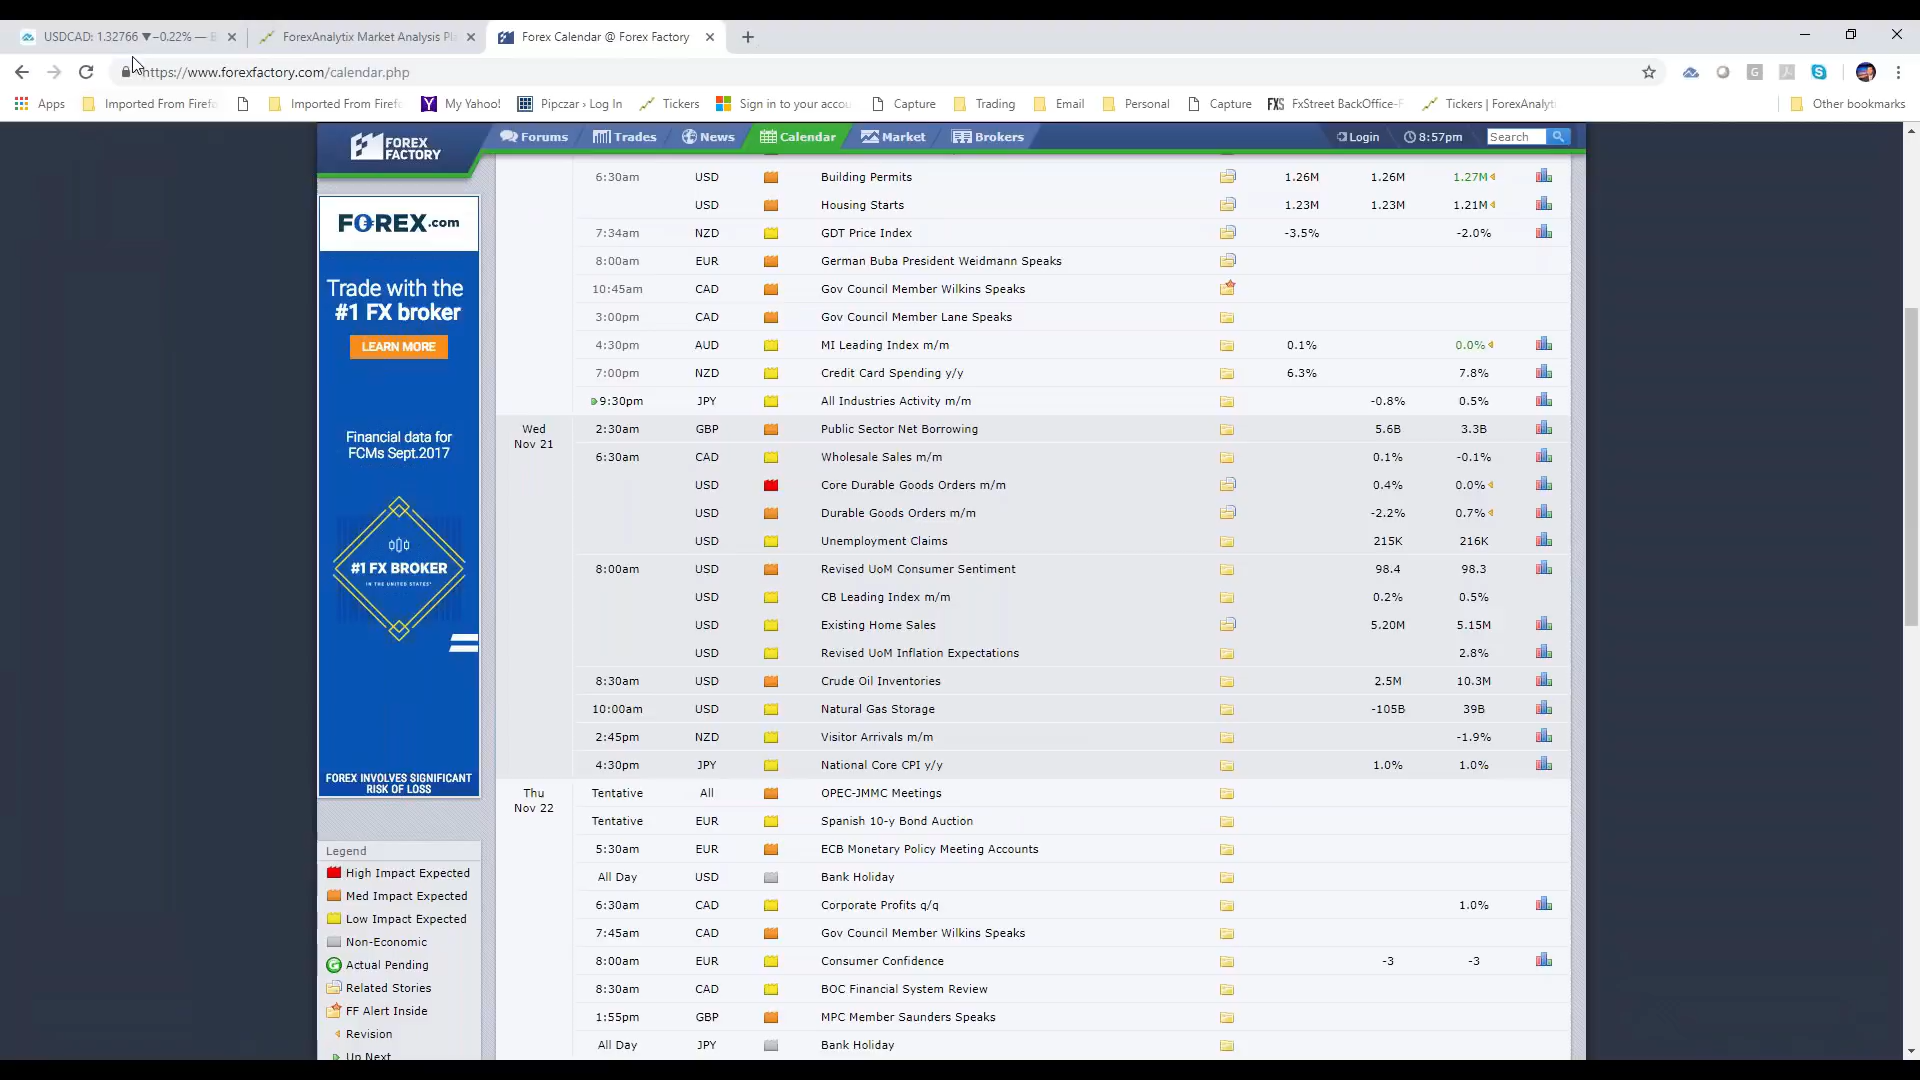 USDCAD: 1.32766 ▼ −0.22% —
ForexAnalytix Market Analysis
Forex Calendar @ Forex Factory
https://www.forexfactory.com/calendar.php
Apps Imported From Firefo Imported From Firefo My Yahoo! Pipczar › Log In Tickers Sign in to your accou Capture Trading Email Personal Capture FXS FxStreet BackOffice-F Tickers | ForexAnalyti Other bookmarks
FOREX FACTORY
Forums Trades News Calendar Market Brokers Login 8:57pm Search
6:30am USD Building Permits 1.26M 1.26M 1.27M
USD Housing Starts 1.23M 1.23M 1.21M
7:34am NZD GDT Price Index -3.5% -2.0%
8:00am EUR German Buba President Weidmann Speaks
10:45am CAD Gov Council Member Wilkins Speaks
3:00pm CAD Gov Council Member Lane Speaks
4:30pm AUD MI Leading Index m/m 0.1% 0.0%
7:00pm NZD Credit Card Spending y/y 6.3% 7.8%
9:30pm JPY All Industries Activity m/m -0.8% 0.5%
Wed Nov 21
2:30am GBP Public Sector Net Borrowing 5.6B 3.3B
6:30am CAD Wholesale Sales m/m 0.1% -0.1%
USD Core Durable Goods Orders m/m 0.4% 0.0%
USD Durable Goods Orders m/m -2.2% 0.7%
USD Unemployment Claims 215K 216K
8:00am USD Revised UoM Consumer Sentiment 98.4 98.3
USD CB Leading Index m/m 0.2% 0.5%
USD Existing Home Sales 5.20M 5.15M
USD Revised UoM Inflation Expectations 2.8%
8:30am USD Crude Oil Inventories 2.5M 10.3M
10:00am USD Natural Gas Storage -105B 39B
2:45pm NZD Visitor Arrivals m/m -1.9%
4:30pm JPY National Core CPI y/y 1.0% 1.0%
Thu Nov 22
Tentative All OPEC-JMMC Meetings
Tentative EUR Spanish 10-y Bond Auction
5:30am EUR ECB Monetary Policy Meeting Accounts
All Day USD Bank Holiday
6:30am CAD Corporate Profits q/q 1.0%
7:45am CAD Gov Council Member Wilkins Speaks
8:00am EUR Consumer Confidence -3 -3
8:30am CAD BOC Financial System Review
1:55pm GBP MPC Member Saunders Speaks
All Day JPY Bank Holiday
FOREX.com
Trade with the
#1 FX broker
LEARN MORE
Financial data for
FCMs Sept.2017
#1 FX BROKER
IN THE UNITED STATES*
FOREX INVOLVES SIGNIFICANT
RISK OF LOSS
Legend
High Impact Expected
Med Impact Expected
Low Impact Expected
Non-Economic
Actual Pending
Related Stories
FF Alert Inside
Revision
Up Next